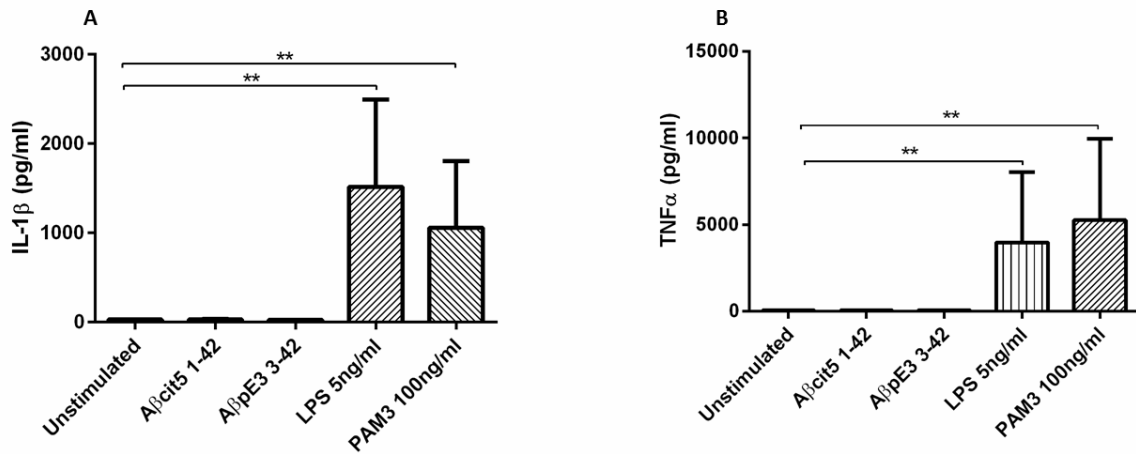 A
IL-1β (pg/ml)
3000
2000
1000
0
**
**
Unstimulated
Aβcit5 1-42
AβpE3 3-42
LPS 5ng/ml
PAM3 100ng/ml
B
TNFα (pg/ml)
15000
10000
5000
0
**
**
Unstimulated
Aβcit5 1-42
AβpE3 3-42
LPS 5ng/ml
PAM3 100ng/ml